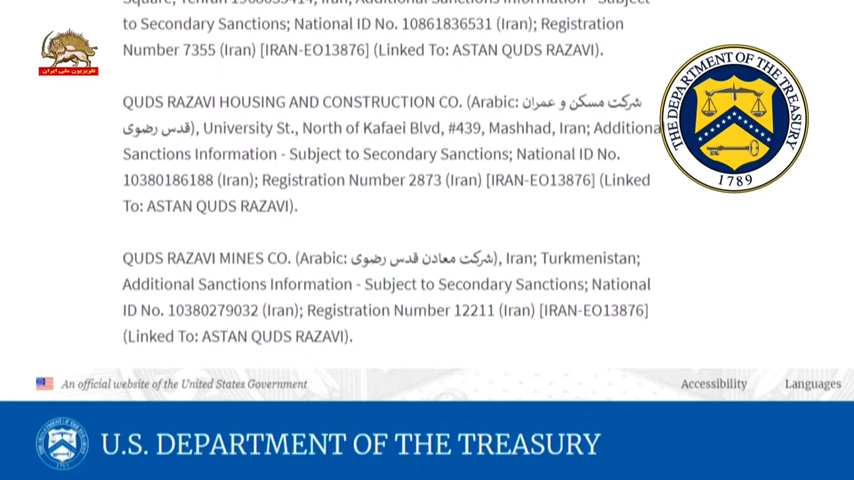 Square, Tehran 1968653414, Iran; Additional Sanctions Information - Subject
to Secondary Sanctions; National ID No. 10861836531 (Iran); Registration
Number 7355 (Iran) [IRAN-EO13876] (Linked To: ASTAN QUDS RAZAVI).
تلویزیون ملی ایران
THE DEPARTMENT OF THE TREASURY
1789
QUDS RAZAVI HOUSING AND CONSTRUCTION CO. (Arabic: شرکت مسکن و عمران
قدس رضوی), University St., North of Kafaei Blvd, #439, Mashhad, Iran; Additiona
Sanctions Information - Subject to Secondary Sanctions; National ID No.
10380186188 (Iran); Registration Number 2873 (Iran) [IRAN-EO13876] (Linked
To: ASTAN QUDS RAZAVI).
QUDS RAZAVI MINES CO. (Arabic: شرکت معادن قدس رضوی), Iran; Turkmenistan;
Additional Sanctions Information - Subject to Secondary Sanctions; National
ID No. 10380279032 (Iran); Registration Number 12211 (Iran) [IRAN-EO13876]
(Linked To: ASTAN QUDS RAZAVI).
An official website of the United States Government
Accessibility
Languages
U.S. DEPARTMENT OF THE TREASURY